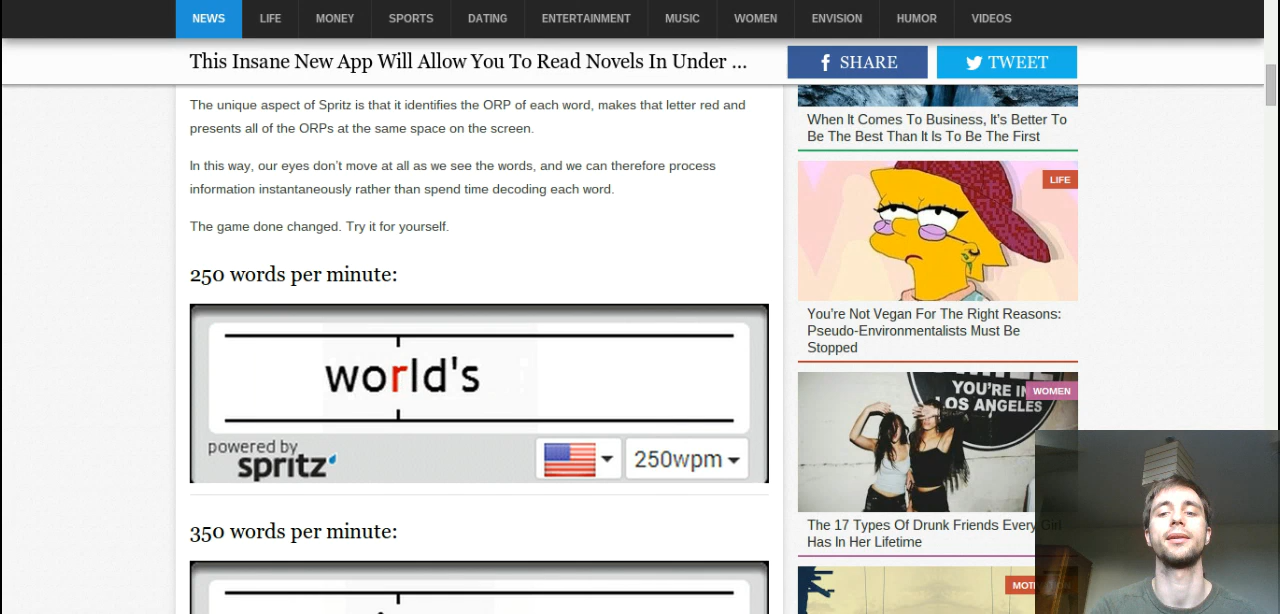 NEWS LIFE MONEY SPORTS DATING ENTERTAINMENT MUSIC WOMEN ENVISION HUMOR VIDEOS
This Insane New App Will Allow You To Read Novels In Under ...
SHARE
TWEET
The unique aspect of Spritz is that it identifies the ORP of each word, makes that letter red and
presents all of the ORPs at the same space on the screen.
In this way, our eyes don't move at all as we see the words, and we can therefore process
information instantaneously rather than spend time decoding each word.
The game done changed. Try it for yourself.
250 words per minute:
world's
powered by
spritz
250wpm
350 words per minute:
When It Comes To Business, It's Better To
Be The Best Than It Is To Be The First
LIFE
You're Not Vegan For The Right Reasons:
Pseudo-Environmentalists Must Be
Stopped
YOU'RE IN
LOS ANGELES
WOMEN
The 17 Types Of Drunk Friends Every Girl
Has In Her Lifetime